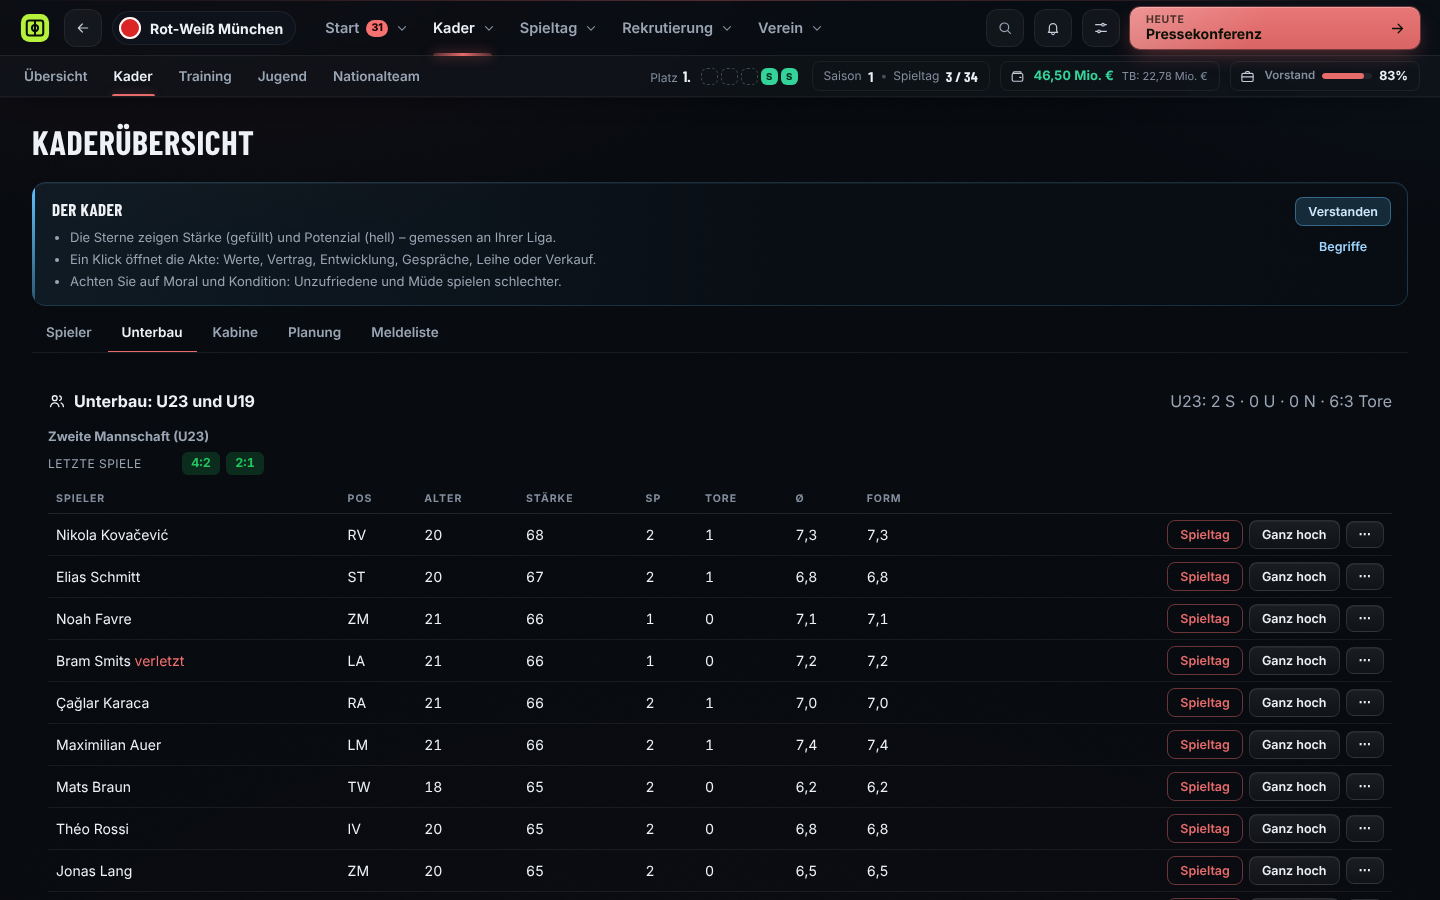 Rot-Weiß München
Start 31
Kader
Spieltag
Rekrutierung
Verein
HEUTE
Pressekonferenz
Übersicht
Kader
Training
Jugend
Nationalteam
Platz 1. S S
Saison 1 • Spieltag 3 / 34
46,50 Mio. € TB: 22,78 Mio. €
Vorstand 83%
KADERÜBERSICHT
DER KADER
• Die Sterne zeigen Stärke (gefüllt) und Potenzial (hell) – gemessen an Ihrer Liga.
• Ein Klick öffnet die Akte: Werte, Vertrag, Entwicklung, Gespräche, Leihe oder Verkauf.
• Achten Sie auf Moral und Kondition: Unzufriedene und Müde spielen schlechter.
Verstanden
Begriffe
Spieler
Unterbau
Kabine
Planung
Meldeliste
Unterbau: U23 und U19
U23: 2 S · 0 U · 0 N · 6:3 Tore
Zweite Mannschaft (U23)
LETZTE SPIELE 4:2 2:1
SPIELER POS ALTER STÄRKE SP TORE Ø FORM
Nikola Kovačević RV 20 68 2 1 7,3 7,3 Spieltag Ganz hoch ···
Elias Schmitt ST 20 67 2 1 6,8 6,8 Spieltag Ganz hoch ···
Noah Favre ZM 21 66 1 0 7,1 7,1 Spieltag Ganz hoch ···
Bram Smits verletzt LA 21 66 1 0 7,2 7,2 Spieltag Ganz hoch ···
Çağlar Karaca RA 21 66 2 1 7,0 7,0 Spieltag Ganz hoch ···
Maximilian Auer LM 21 66 2 1 7,4 7,4 Spieltag Ganz hoch ···
Mats Braun TW 18 65 2 0 6,2 6,2 Spieltag Ganz hoch ···
Théo Rossi IV 20 65 2 0 6,8 6,8 Spieltag Ganz hoch ···
Jonas Lang ZM 20 65 2 0 6,5 6,5 Spieltag Ganz hoch ···